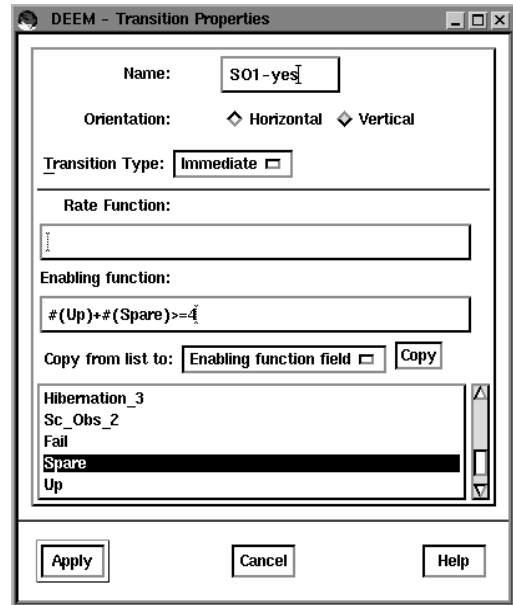 DEEM - Transition Properties
Name: SO1-yes
Orientation: Horizontal Vertical
Transition Type: Immediate
Rate Function:
Enabling function:
#(Up)+#(Spare)>=4
Copy from list to: Enabling function field Copy
Hibernation_3
Sc_Obs_2
Fail
Spare
Up
Apply Cancel Help